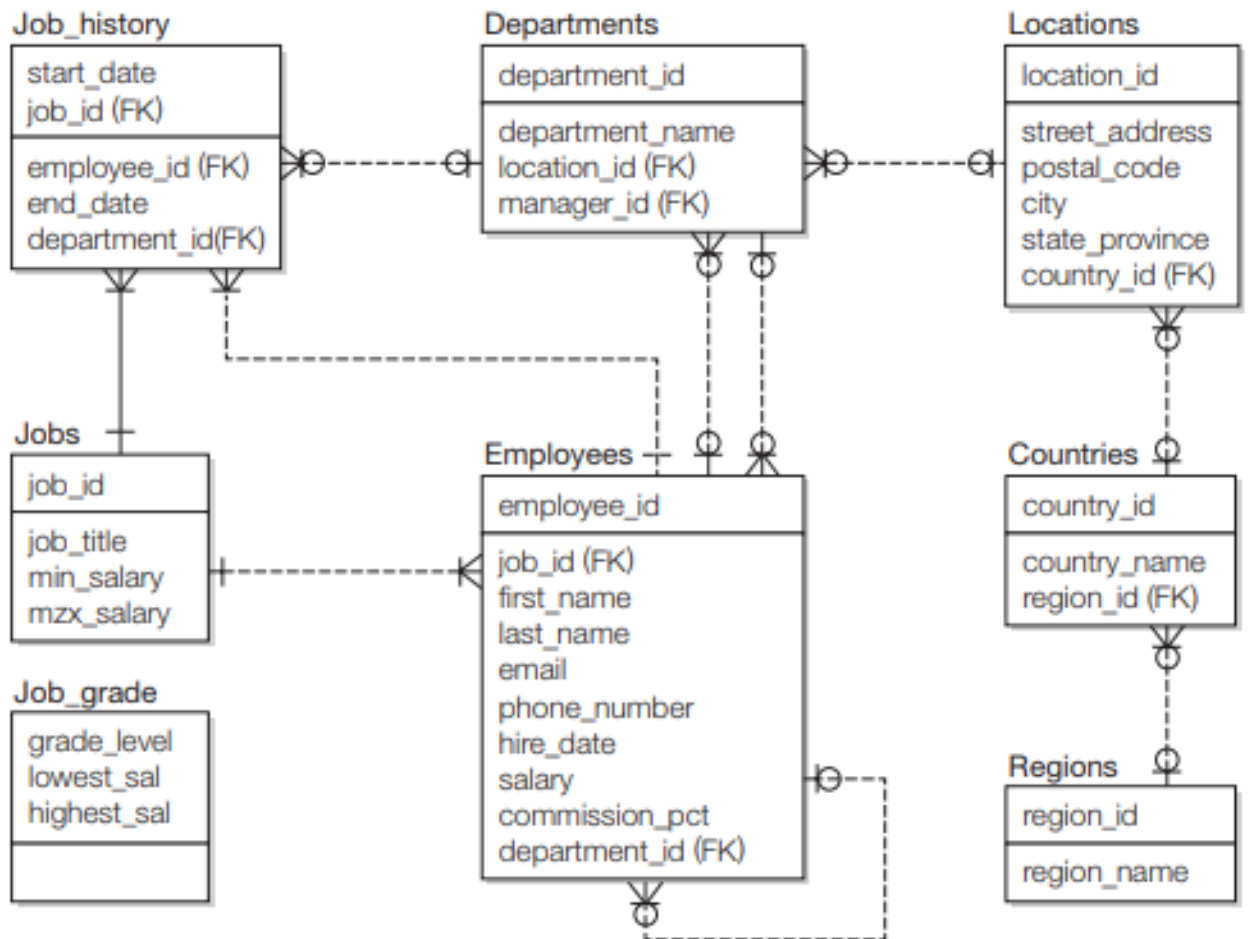 Job_history
start_date
job_id (FK)
employee_id (FK)
end_date
department_id(FK)
Departments
department_id
department_name
location_id (FK)
manager_id (FK)
Locations
location_id
street_address
postal_code
city
state_province
country_id (FK)
Jobs
job_id
job_title
min_salary
mzx_salary
Employees
employee_id
job_id (FK)
first_name
last_name
email
phone_number
hire_date
salary
commission_pct
department_id (FK)
Countries
country_id
country_name
region_id (FK)
Job_grade
grade_level
lowest_sal
highest_sal
Regions
region_id
region_name